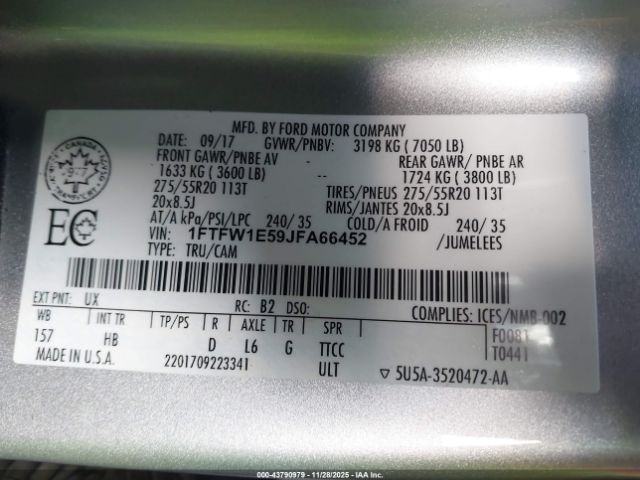 MFD. BY FORD MOTOR COMPANY
DATE: 09/17 GVWR/PNBV: 3198 KG ( 7050 LB)
FRONT GAWR/PNBE AV REAR GAWR/ PNBE AR
1633 KG ( 3600 LB) -- 1724 KG ( 3800 LB)
275/55R20 113T TIRES/PNEUS 275/55R20 113T
20x8.5J -- RIMS/JANTES 20x8.5J
AT/A kPa/PSI/LPC 240/ 35 COLD/A FROID 240/ 35
VIN: 1FTFW1E59JFA66452 /JUMELEES
TYPE: TRU/CAM
CANADA
EC
EXT PNT: UX RC: B2 DSO: COMPLIES: ICES/NMB-002
WB INT TR TP/PS R AXLE TR SPR F0081
157 HB D L6 G TTCC T0441
MADE IN U.S.A. 2201709223341 ULT ▽ 5U5A-3520472-AA
00-43790979 | 11/28/2025 | IAA Inc.